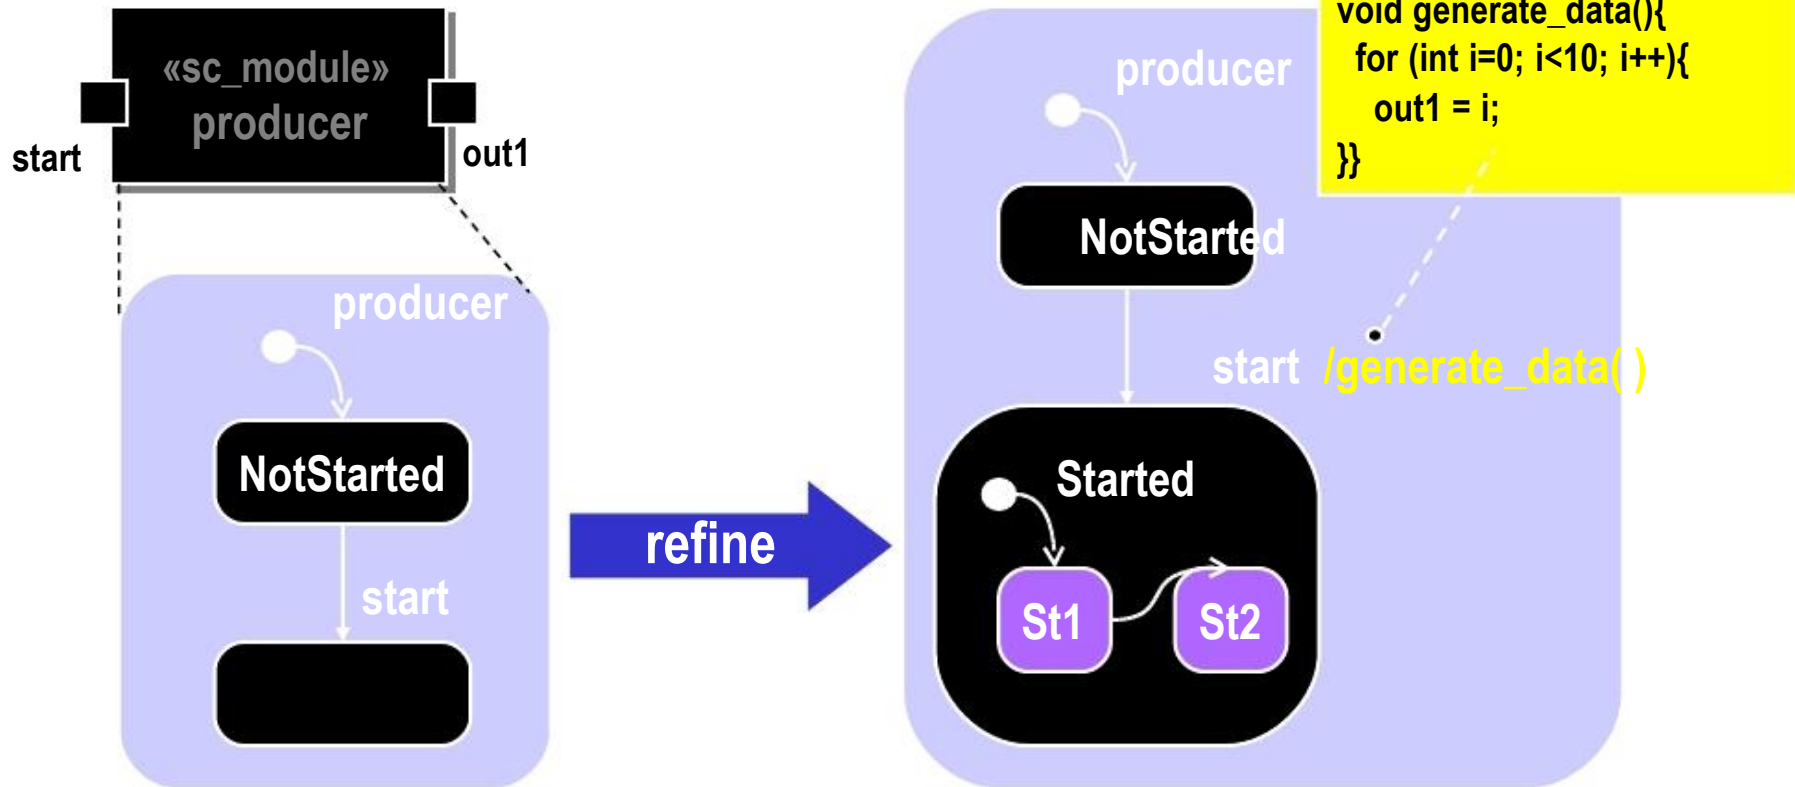 «sc_module»
producer
start
out1
producer
NotStarted
start
refine
producer
void generate_data(){
for (int i=0; i<10; i++){
out1 = i;
}}
NotStarted
start /generate_data( )
Started
St1
St2